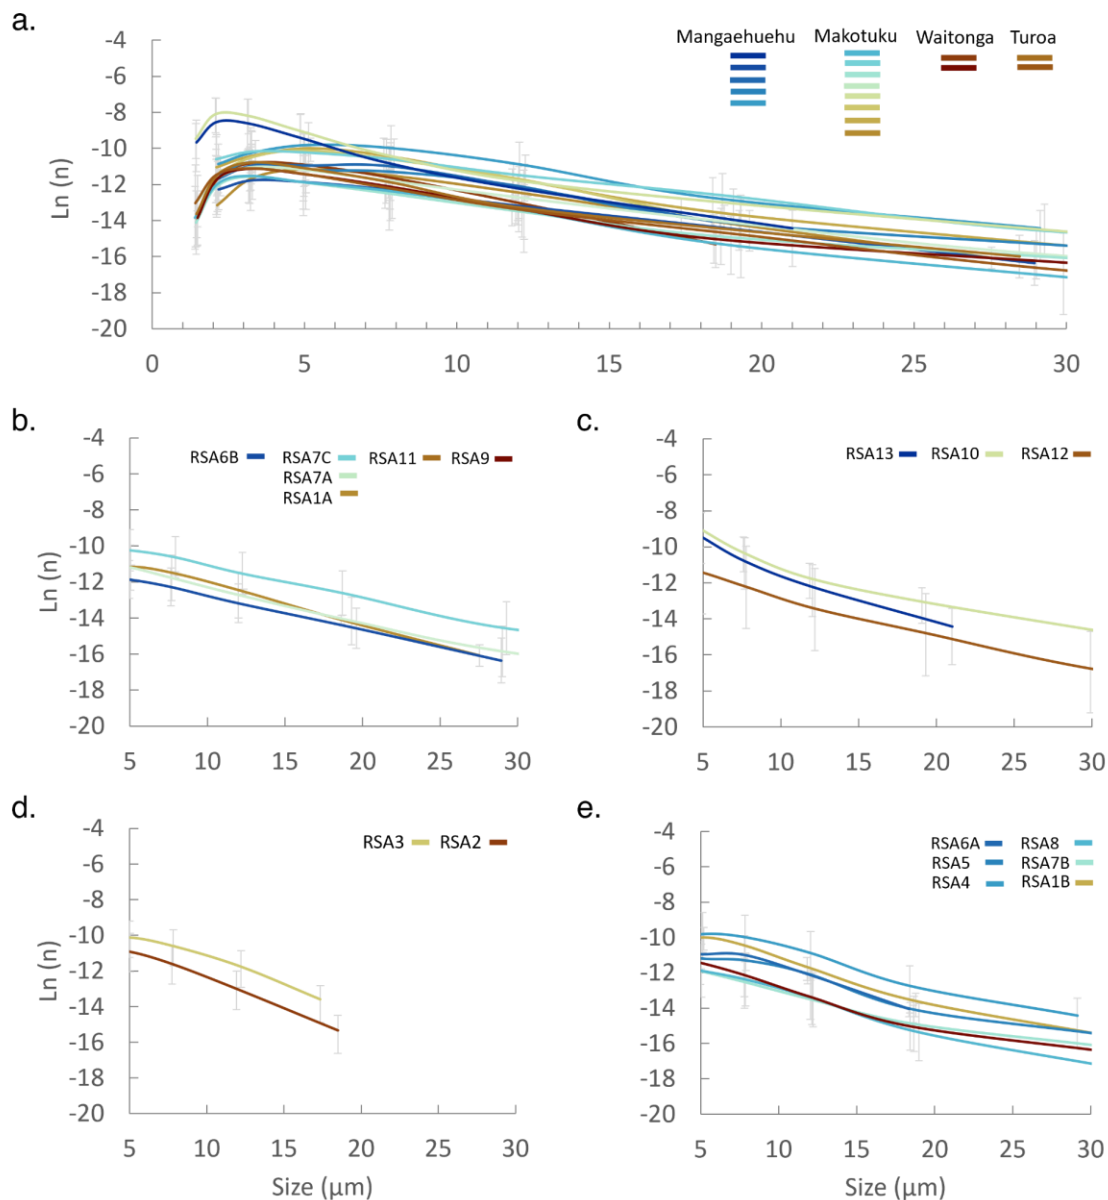 a.
Mangaehuehu Makotuku Waitonga Turoa
Ln (n)
-4
-6
-8
-10
-12
-14
-16
-18
-20
0 5 10 15 20 25 30
b.
RSA6B RSA7C RSA11 RSA9
RSA7A
RSA1A
Ln (n)
-4
-6
-8
-10
-12
-14
-16
-18
-20
5 10 15 20 25 30
c.
RSA13 RSA10 RSA12
-4
-6
-8
-10
-12
-14
-16
-18
-20
5 10 15 20 25 30
d.
RSA3 RSA2
Ln (n)
-4
-6
-8
-10
-12
-14
-16
-18
-20
5 10 15 20 25 30
Size (μm)
e.
RSA6A RSA8
RSA5 RSA7B
RSA4 RSA1B
-4
-6
-8
-10
-12
-14
-16
-18
-20
5 10 15 20 25 30
Size (μm)